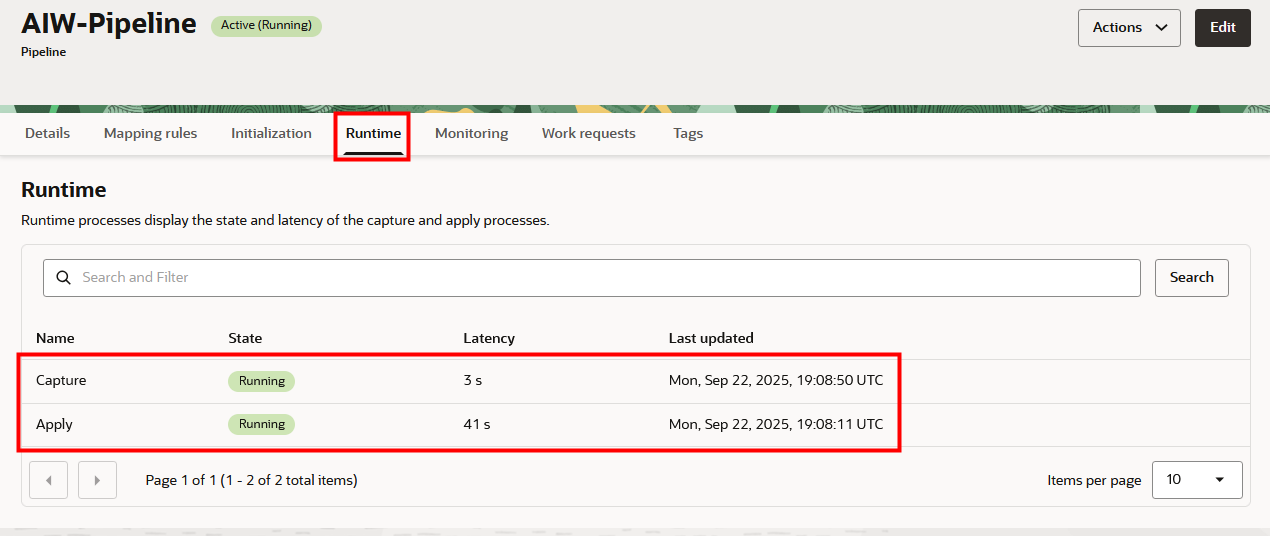 AIW-Pipeline Active (Running) Actions Edit
Pipeline
Details Mapping rules Initialization Runtime Monitoring Work requests Tags
Runtime
Runtime processes display the state and latency of the capture and apply processes.
Search and Filter Search
Name State Latency Last updated
Capture Running 3 s Mon, Sep 22, 2025, 19:08:50 UTC
Apply Running 41 s Mon, Sep 22, 2025, 19:08:11 UTC
Page 1 of 1 (1 - 2 of 2 total items) Items per page 10